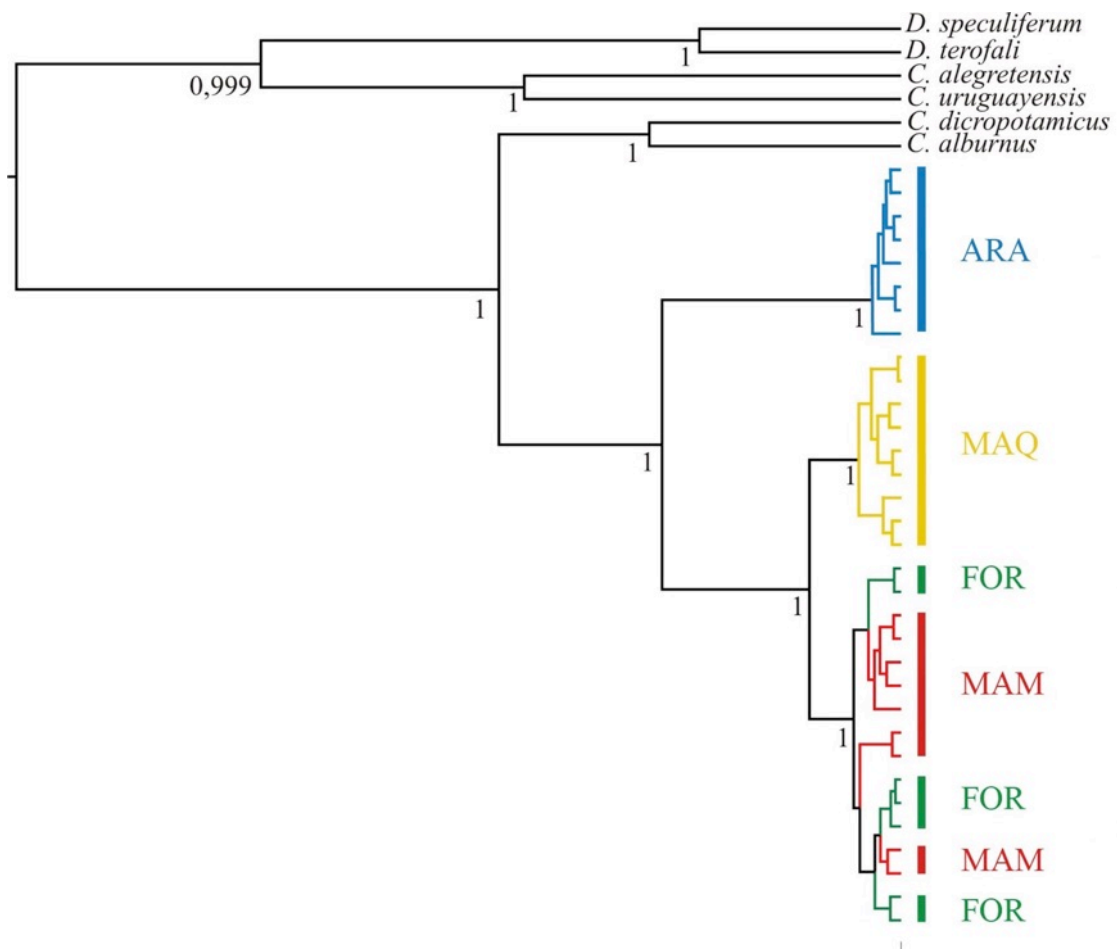 D. speculiferum
D. terofali
1
C. alegretensis
0,999
C. uruguayensis
1
C. dicropotamicus
C. alburnus
1
ARA
1
1
MAQ
1
1
FOR
1
MAM
1
FOR
MAM
FOR